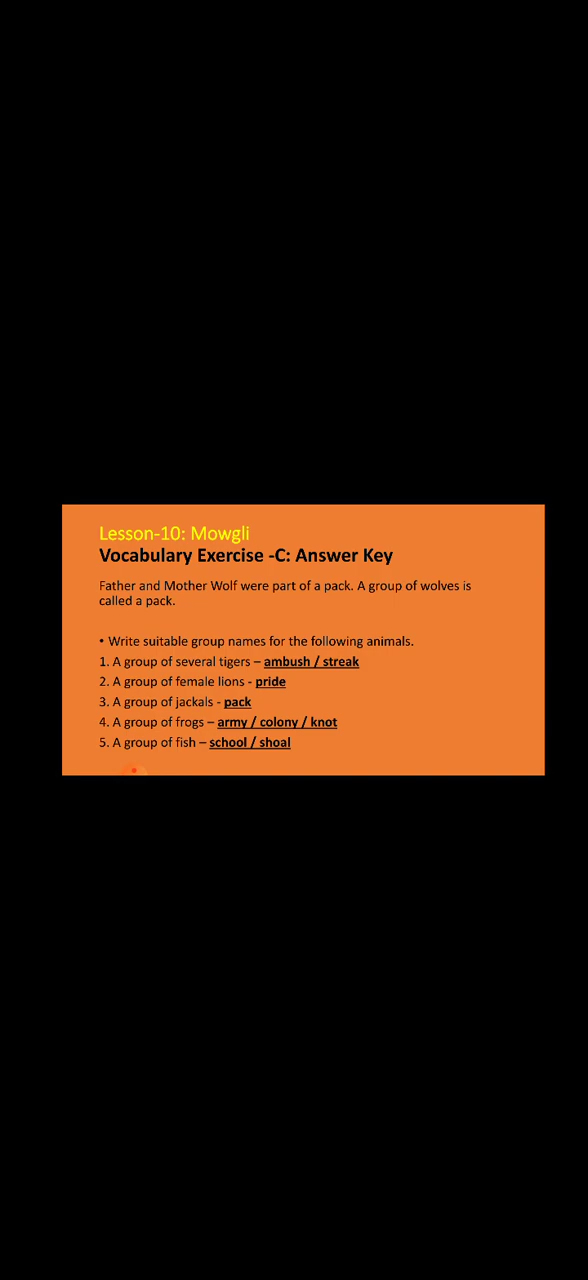 Lesson-10: Mowgli
Vocabulary Exercise -C: Answer Key
Father and Mother Wolf were part of a pack. A group of wolves is
called a pack.
• Write suitable group names for the following animals.
1. A group of several tigers – ambush / streak
2. A group of female lions - pride
3. A group of jackals - pack
4. A group of frogs – army / colony / knot
5. A group of fish – school / shoal